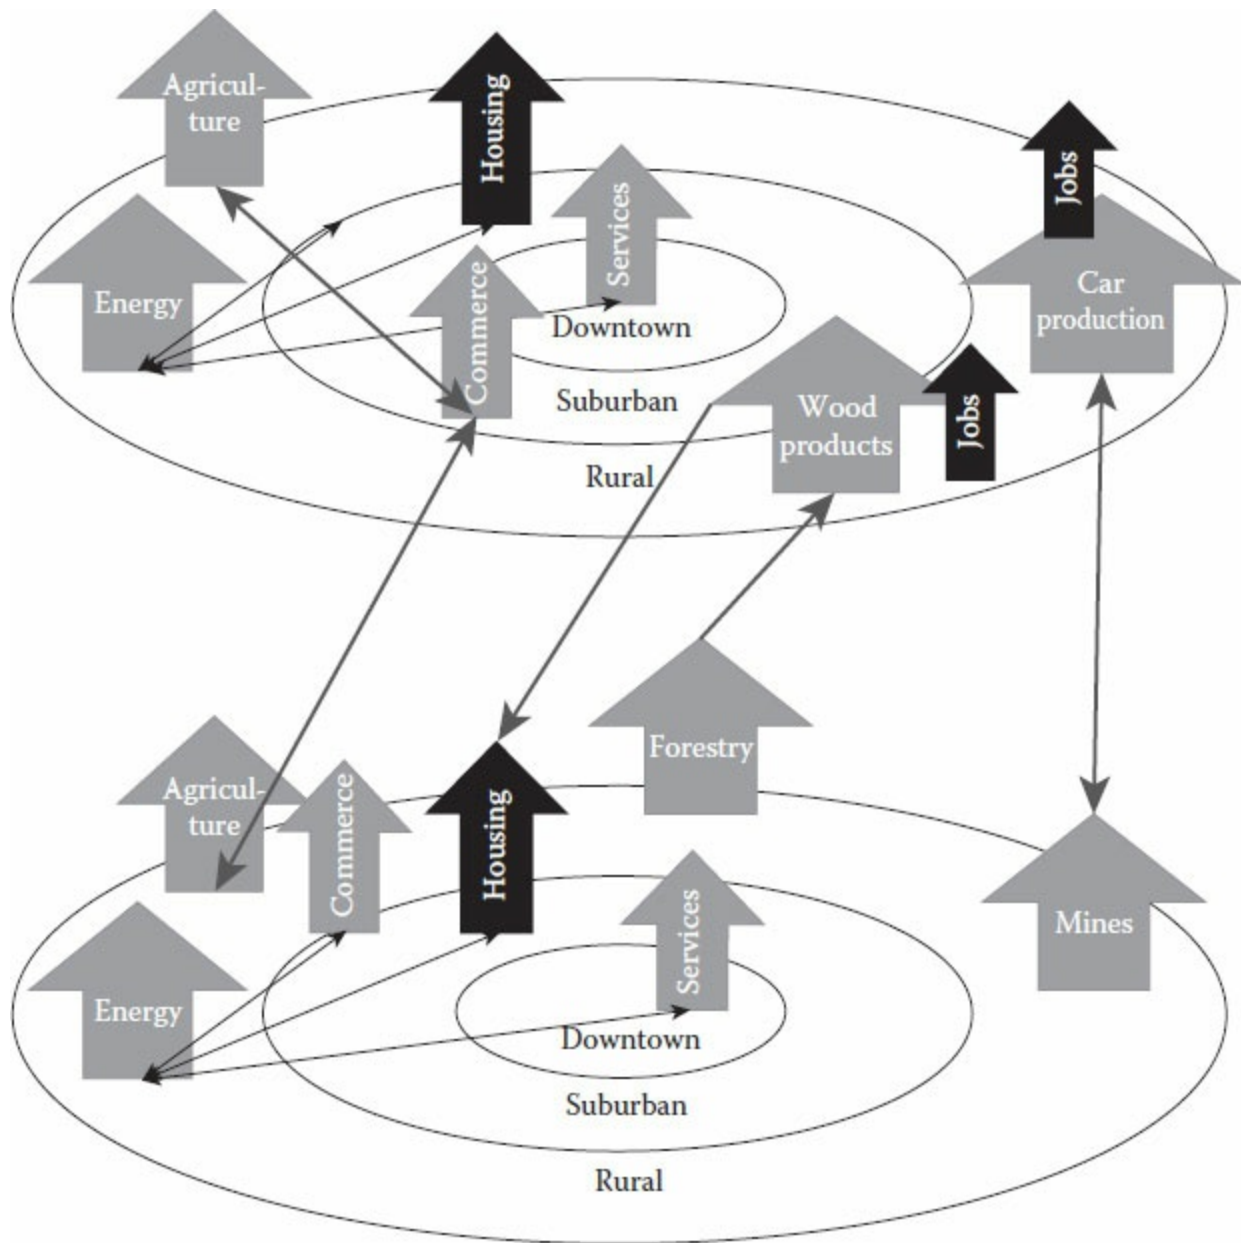 Agricul-
ture
Housing
Jobs
Services
Energy
Commerce
Car
production
Downtown
Suburban
Wood
products
Jobs
Rural
Forestry
Agricul-
ture
Commerce
Housing
Services
Mines
Energy
Downtown
Suburban
Rural